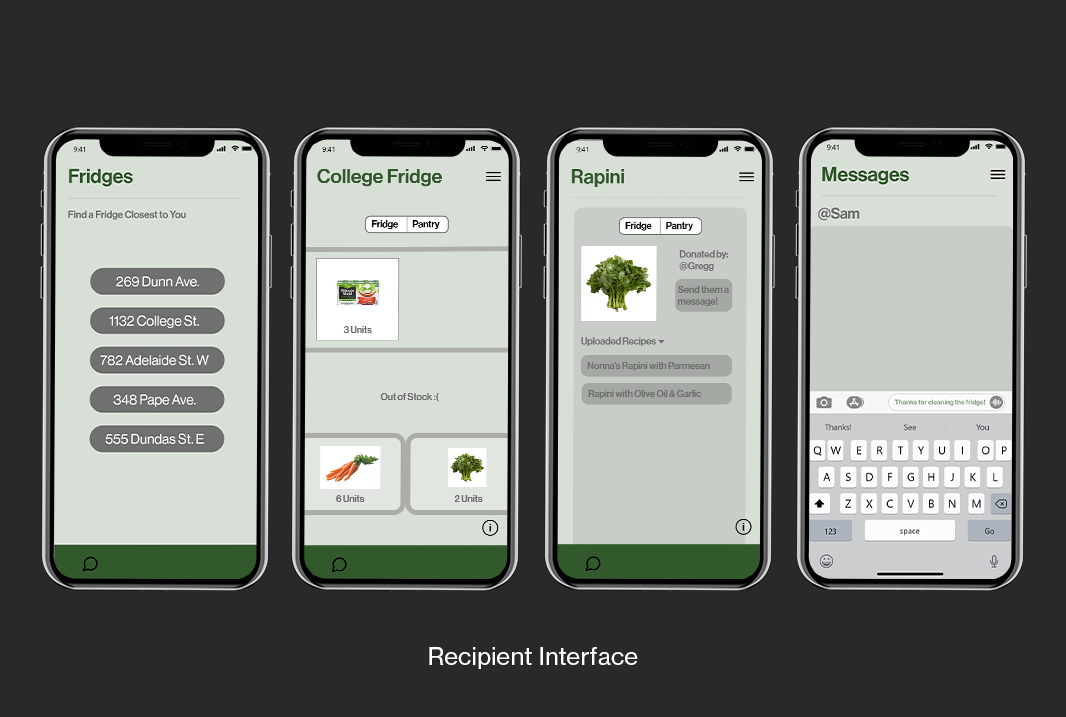 9:41
Fridges
Find a Fridge Closest to You
269 Dunn Ave.
1132 College St.
782 Adelaide St. W
348 Pape Ave.
555 Dundas St. E
9:41
College Fridge
Fridge Pantry
3 Units
Out of Stock :(
6 Units
2 Units
9:41
Rapini
Fridge Pantry
Donated by:
@Gregg
Send them a
message!
Uploaded Recipes
Nonna's Rapini with Parmesan
Rapini with Olive Oil & Garlic
9:41
Messages
@Sam
Thanks for cleaning the fridge!
Thanks! See You
Q W E R T Y U I O P
A S D F G H J K L
Z X C V B N M
123 space Go
Recipient Interface